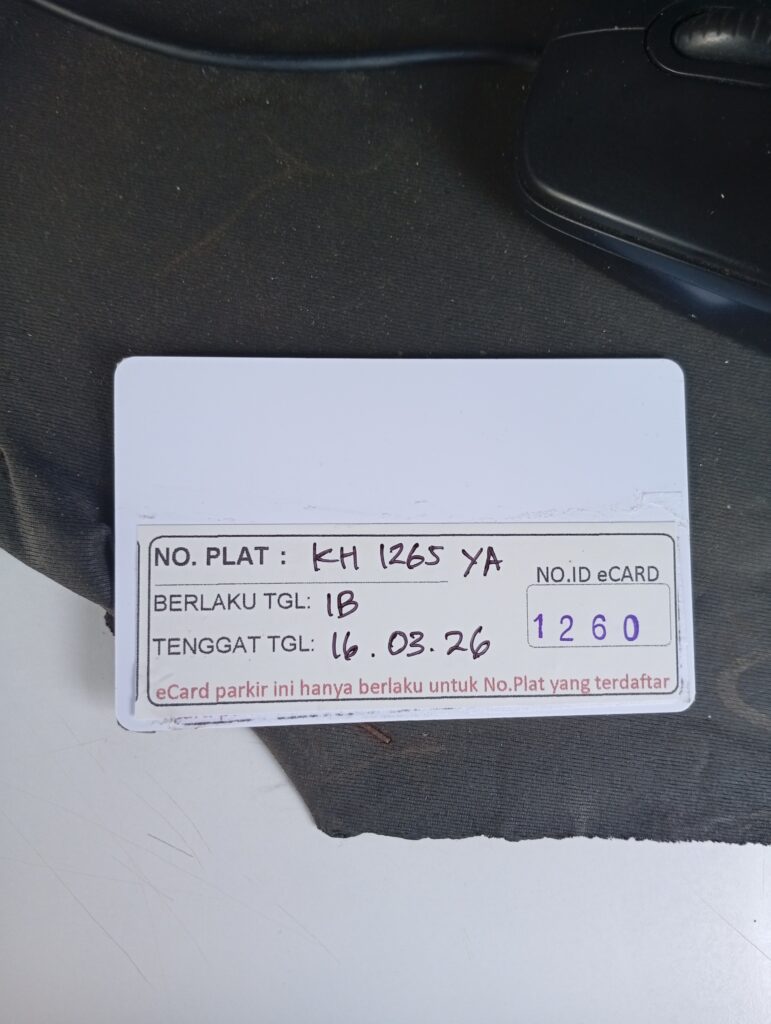 NO. PLAT : KH 1265 YA
NO.ID eCARD
BERLAKU TGL: 1B
1260
TENGGAT TGL: 16.03.26
eCard parkir ini hanya berlaku untuk No.Plat yang terdaftar